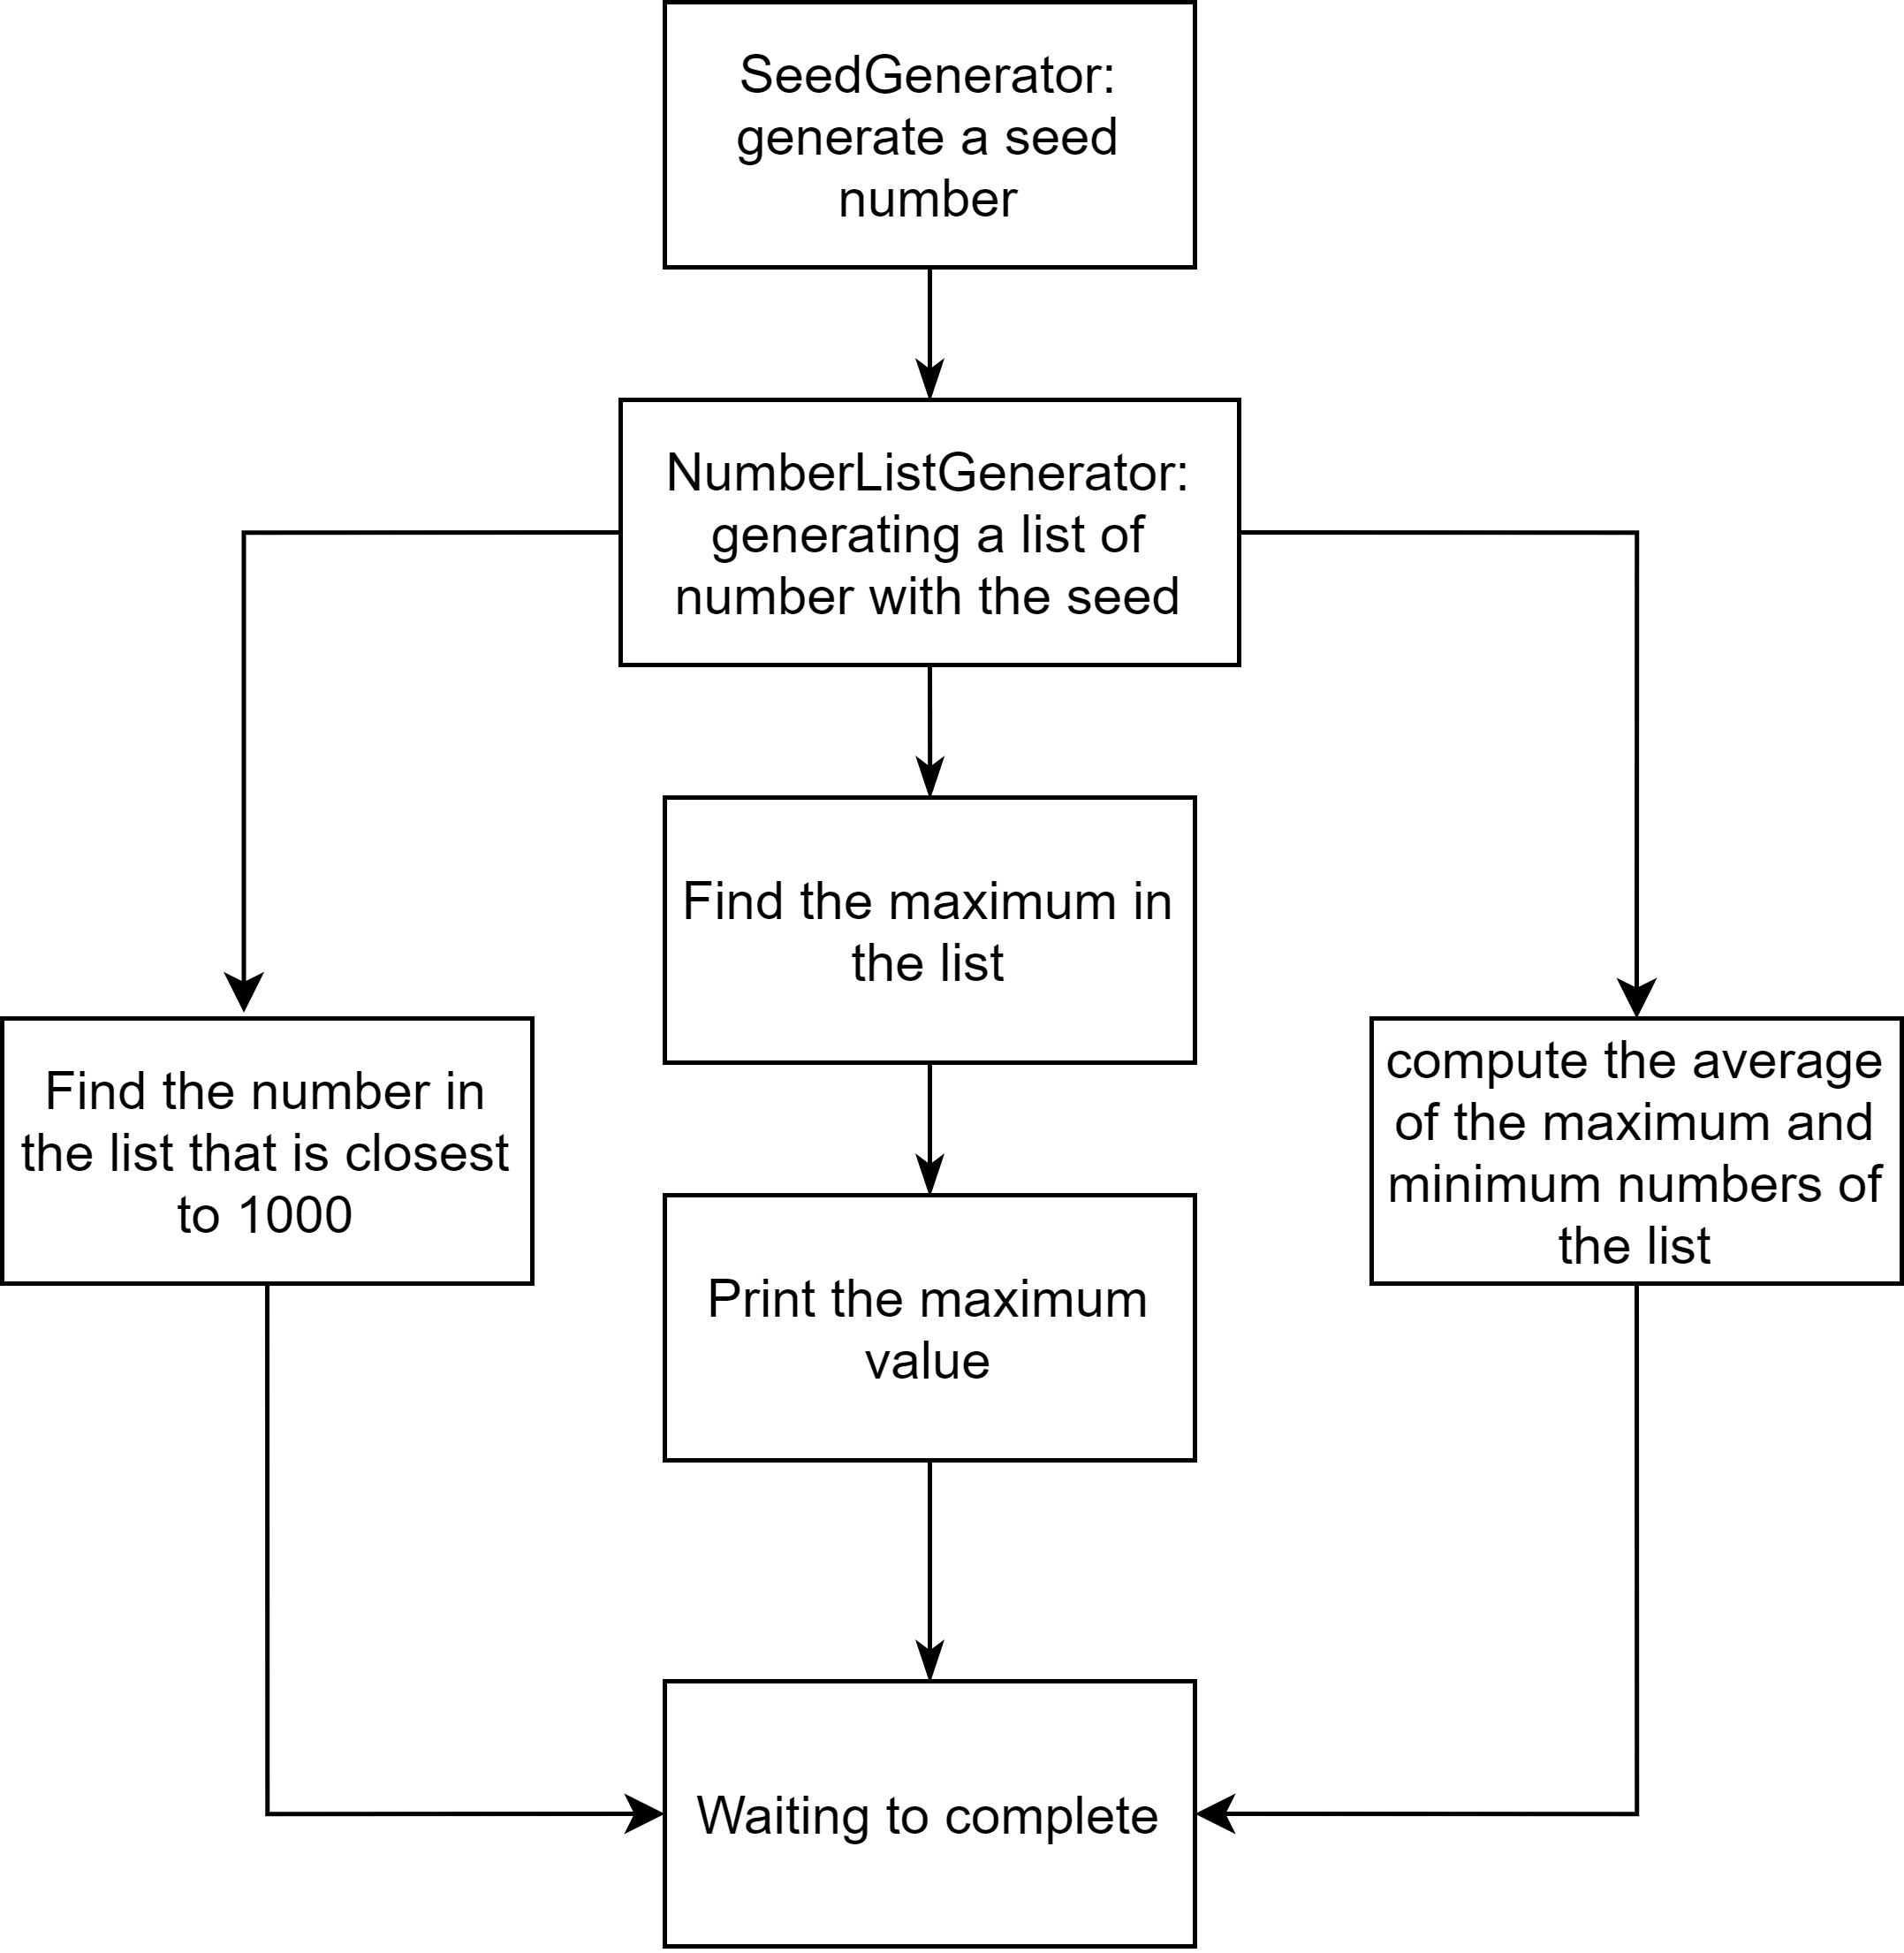 SeedGenerator:
generate a seed
number
NumberListGenerator:
generating a list of
number with the seed
Find the maximum in
the list
Find the number in
the list that is closest
to 1000
compute the average
of the maximum and
minimum numbers of
the list
Print the maximum
value
Waiting to complete